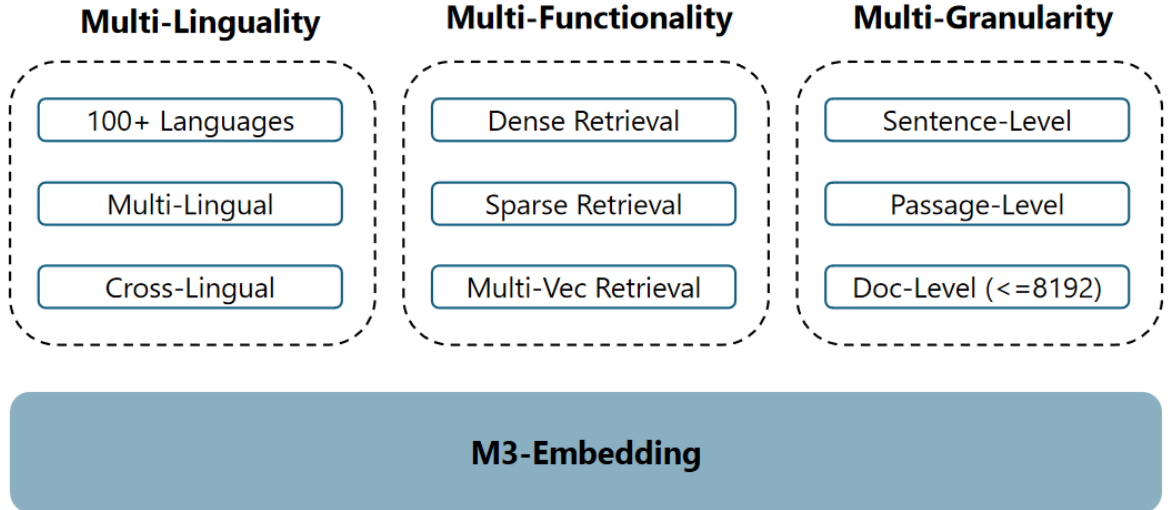 Multi-Linguality
100+ Languages
Multi-Lingual
Cross-Lingual
Multi-Functionality
Dense Retrieval
Sparse Retrieval
Multi-Vec Retrieval
Multi-Granularity
Sentence-Level
Passage-Level
Doc-Level (<=8192)
M3-Embedding